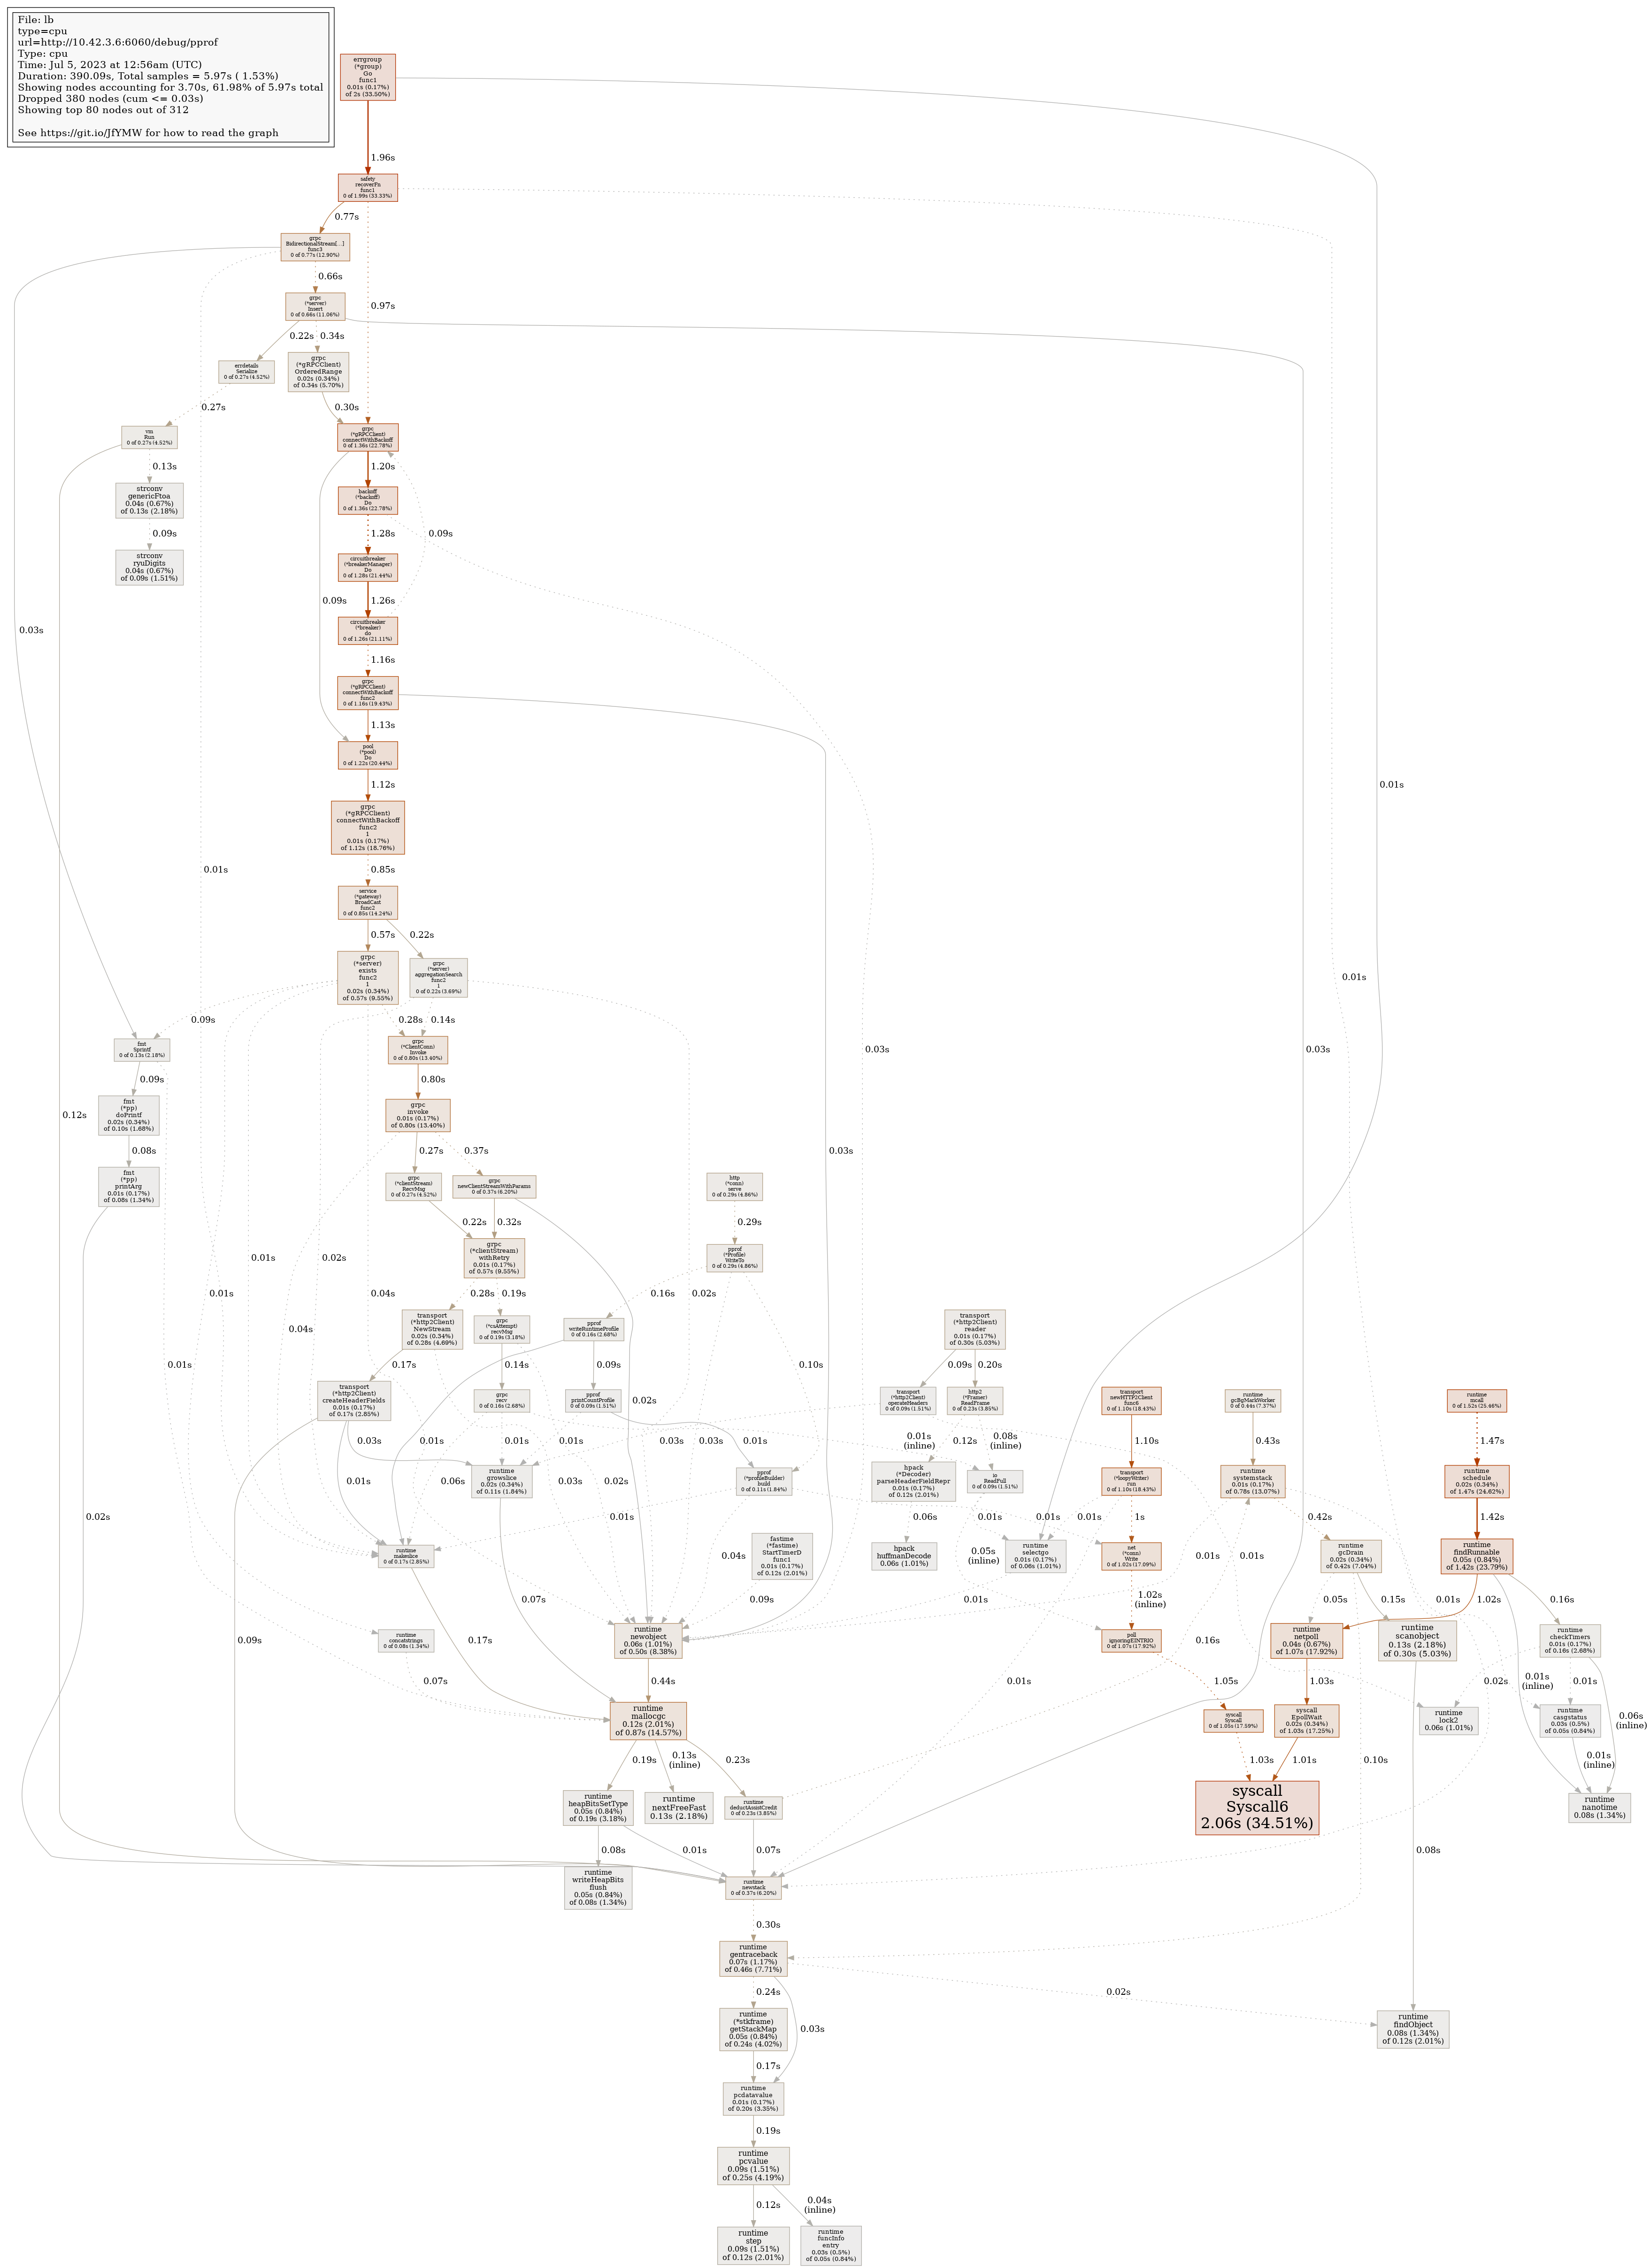 File: lb
type=cpu
url=http://10.42.3.6:6060/debug/pprof
Type: cpu
Time: Jul 5, 2023 at 12:56am (UTC)
Duration: 390.09s, Total samples = 5.97s ( 1.53%)
Showing nodes accounting for 3.70s, 61.98% of 5.97s total
Dropped 380 nodes (cum <= 0.03s)
Showing top 80 nodes out of 312
See https://git.io/JfYMW for how to read the graph
errgroup
(*group)
Go
func1
0.01s (0.17%)
of 2s (33.50%)
1.96s
safety
recoverFn
func1
0 of 1.99s (33.33%)
0.77s
grpc
BidirectionalStream[...]
func3
0 of 0.77s (12.90%)
0.66s
grpc
(*server)
Insert
0 of 0.66s (11.06%)
0.97s
0.22s
0.34s
errdetails
Serialize
0 of 0.27s (4.52%)
grpc
(*gRPCClient)
OrderedRange
0.02s (0.34%)
of 0.34s (5.70%)
0.27s
0.30s
vm
Run
0 of 0.27s (4.52%)
grpc
(*gRPCClient)
connectWithBackoff
0 of 1.36s (22.78%)
0.13s
1.20s
strconv
genericFtoa
0.04s (0.67%)
of 0.13s (2.18%)
backoff
(*backoff)
Do
0 of 1.36s (22.78%)
0.09s
1.28s
0.09s
strconv
ryuDigits
0.04s (0.67%)
of 0.09s (1.51%)
circuitbreaker
(*breakerManager)
Do
0 of 1.28s (21.44%)
0.09s
1.26s
0.03s
circuitbreaker
(*breaker)
do
0 of 1.26s (21.11%)
1.16s
grpc
(*gRPCClient)
connectWithBackoff
func2
0 of 1.16s (19.43%)
1.13s
pool
(*pool)
Do
0 of 1.22s (20.44%)
1.12s
0.01s
grpc
(*gRPCClient)
connectWithBackoff
func2
1
0.01s (0.17%)
of 1.12s (18.76%)
0.01s
0.01s
0.85s
service
(*gateway)
BroadCast
func2
0 of 0.85s (14.24%)
0.57s
0.22s
grpc
(*server)
exists
func2
1
0.02s (0.34%)
of 0.57s (9.55%)
grpc
(*server)
aggregationSearch
func2
1
0 of 0.22s (3.69%)
0.09s
0.28s
0.14s
0.03s
0.03s
fmt
Sprintf
0 of 0.13s (2.18%)
grpc
(*ClientConn)
Invoke
0 of 0.80s (13.40%)
0.09s
0.80s
fmt
(*pp)
doPrintf
0.02s (0.34%)
of 0.10s (1.68%)
grpc
invoke
0.01s (0.17%)
of 0.80s (13.40%)
0.12s
0.08s
0.27s
0.37s
0.03s
fmt
(*pp)
printArg
0.01s (0.17%)
of 0.08s (1.34%)
grpc
(*clientStream)
RecvMsg
0 of 0.27s (4.52%)
grpc
newClientStreamWithParams
0 of 0.37s (6.20%)
http
(*conn)
serve
0 of 0.29s (4.86%)
0.22s
0.32s
0.29s
0.01s
0.02s
grpc
(*clientStream)
withRetry
0.01s (0.17%)
of 0.57s (9.55%)
pprof
(*Profile)
WriteTo
0 of 0.29s (4.86%)
0.01s
0.04s
0.28s
0.19s
0.02s
0.16s
0.04s
transport
(*http2Client)
NewStream
0.02s (0.34%)
of 0.28s (4.69%)
grpc
(*csAttempt)
recvMsg
0 of 0.19s (3.18%)
pprof
writeRuntimeProfile
0 of 0.16s (2.68%)
transport
(*http2Client)
reader
0.01s (0.17%)
of 0.30s (5.03%)
0.01s
0.17s
0.14s
0.09s
0.10s
0.09s
0.20s
transport
(*http2Client)
createHeaderFields
0.01s (0.17%)
of 0.17s (2.85%)
grpc
recv
0 of 0.16s (2.68%)
pprof
printCountProfile
0 of 0.09s (1.51%)
0.02s
transport
(*http2Client)
operateHeaders
0 of 0.09s (1.51%)
http2
(*Framer)
ReadFrame
0 of 0.23s (3.85%)
transport
newHTTP2Client
func6
0 of 1.10s (18.43%)
runtime
gcBgMarkWorker
0 of 0.44s (7.37%)
runtime
mcall
0 of 1.52s (25.46%)
0.03s
0.01s
0.01s
0.01s
0.03s
0.03s
0.01s
0.01s
(inline)
0.12s
0.08s
(inline)
1.10s
0.43s
1.47s
0.01s
0.06s
runtime
growslice
0.02s (0.34%)
of 0.11s (1.84%)
0.03s
0.02s
pprof
(*profileBuilder)
build
0 of 0.11s (1.84%)
hpack
(*Decoder)
parseHeaderFieldRepr
0.01s (0.17%)
of 0.12s (2.01%)
io
ReadFull
0 of 0.09s (1.51%)
transport
(*loopyWriter)
run
0 of 1.10s (18.43%)
runtime
systemstack
0.01s (0.17%)
of 0.78s (13.07%)
runtime
schedule
0.02s (0.34%)
of 1.47s (24.62%)
0.02s
0.01s
0.06s
0.01s
0.01s
0.01s
1s
0.42s
1.42s
runtime
makeslice
0 of 0.17s (2.85%)
0.04s
fastime
(*fastime)
StartTimerD
func1
0.01s (0.17%)
of 0.12s (2.01%)
hpack
huffmanDecode
0.06s (1.01%)
0.05s
(inline)
runtime
selectgo
0.01s (0.17%)
of 0.06s (1.01%)
net
(*conn)
Write
0 of 1.02s (17.09%)
0.01s
0.01s
runtime
gcDrain
0.02s (0.34%)
of 0.42s (7.04%)
runtime
findRunnable
0.05s (0.84%)
of 1.42s (23.79%)
0.07s
0.09s
0.01s
1.02s
(inline)
0.05s
0.15s
0.01s
1.02s
0.16s
0.09s
runtime
concatstrings
0 of 0.08s (1.34%)
0.17s
runtime
newobject
0.06s (1.01%)
of 0.50s (8.38%)
poll
ignoringEINTRIO
0 of 1.07s (17.92%)
0.16s
runtime
netpoll
0.04s (0.67%)
of 1.07s (17.92%)
runtime
scanobject
0.13s (2.18%)
of 0.30s (5.03%)
runtime
checkTimers
0.01s (0.17%)
of 0.16s (2.68%)
0.07s
0.44s
0.01s
1.05s
1.03s
0.02s
0.01s
(inline)
0.01s
runtime
mallocgc
0.12s (2.01%)
of 0.87s (14.57%)
syscall
Syscall
0 of 1.05s (17.59%)
syscall
EpollWait
0.02s (0.34%)
of 1.03s (17.25%)
runtime
lock2
0.06s (1.01%)
runtime
casgstatus
0.03s (0.5%)
of 0.05s (0.84%)
0.06s
(inline)
0.19s
0.13s
(inline)
0.23s
1.03s
1.01s
0.10s
0.01s
(inline)
runtime
heapBitsSetType
0.05s (0.84%)
of 0.19s (3.18%)
runtime
nextFreeFast
0.13s (2.18%)
runtime
deductAssistCredit
0 of 0.23s (3.85%)
syscall
Syscall6
2.06s (34.51%)
runtime
nanotime
0.08s (1.34%)
0.08s
0.01s
0.07s
0.08s
runtime
writeHeapBits
flush
0.05s (0.84%)
of 0.08s (1.34%)
runtime
newstack
0 of 0.37s (6.20%)
0.30s
runtime
gentraceback
0.07s (1.17%)
of 0.46s (7.71%)
0.24s
0.02s
runtime
(*stkframe)
getStackMap
0.05s (0.84%)
of 0.24s (4.02%)
0.03s
runtime
findObject
0.08s (1.34%)
of 0.12s (2.01%)
0.17s
runtime
pcdatavalue
0.01s (0.17%)
of 0.20s (3.35%)
0.19s
runtime
pcvalue
0.09s (1.51%)
of 0.25s (4.19%)
0.12s
0.04s
(inline)
runtime
step
0.09s (1.51%)
of 0.12s (2.01%)
runtime
funcInfo
entry
0.03s (0.5%)
of 0.05s (0.84%)